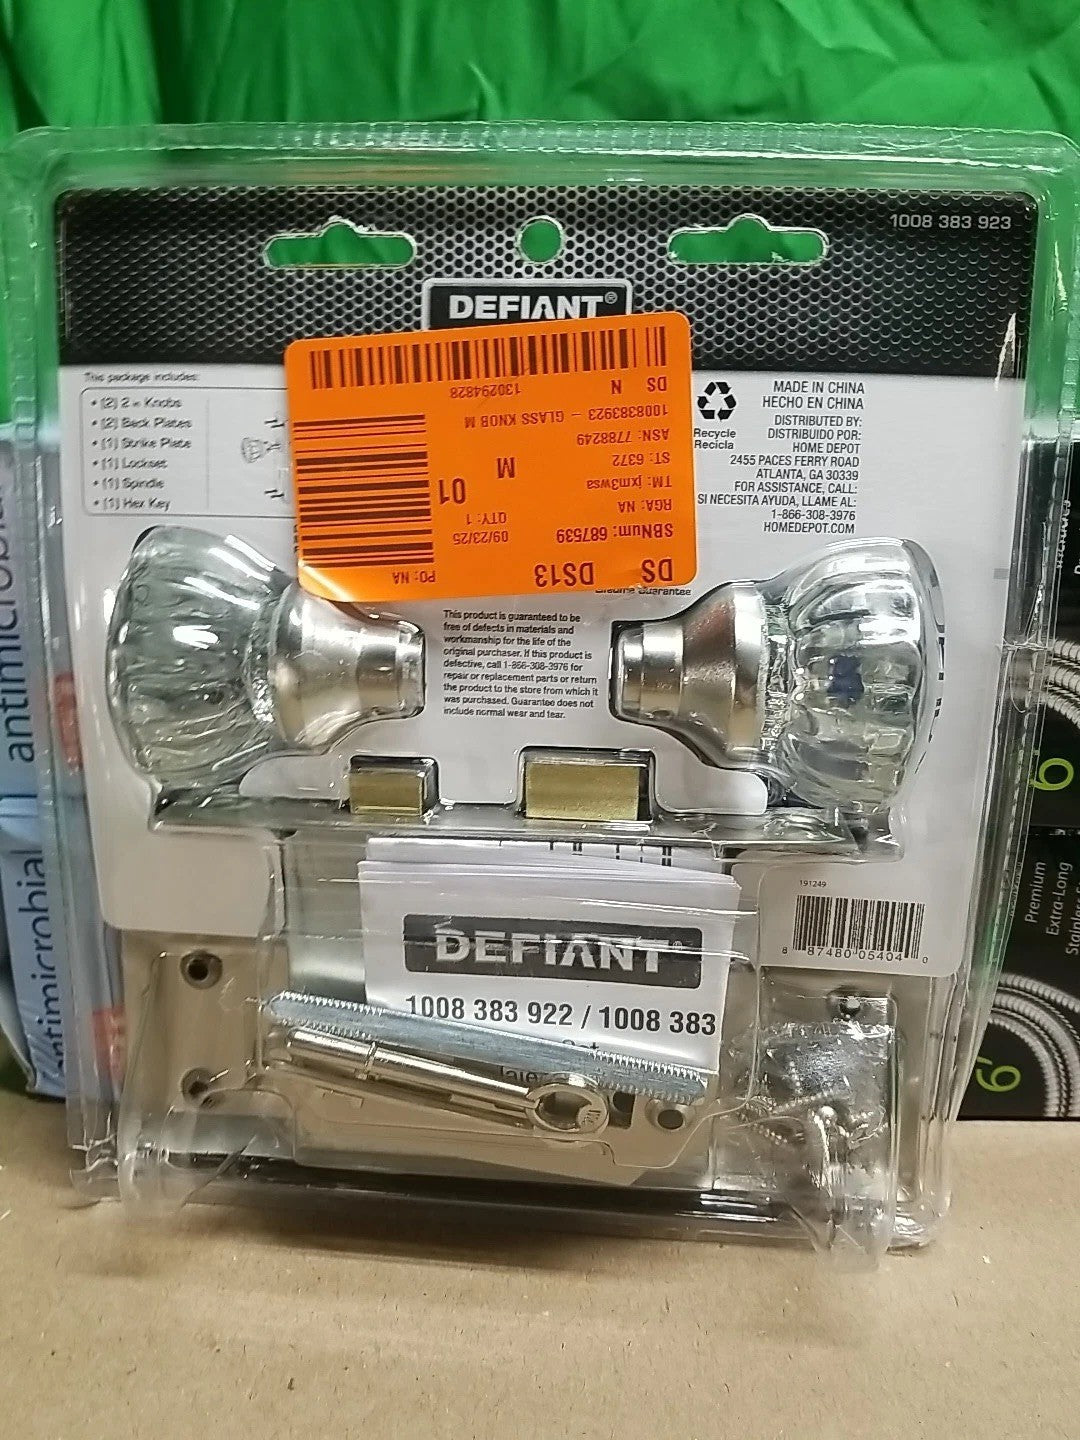 1008 383 923
DEFIANT®
This package includes:
• (2) 2 Knobs
• (2) Back Plates
• (1) Strike Plate
• (1) Lockset
• (1) Spindle
• (1) Hex Key
DS DS13
SBNum: 687539 09/23/25 PO: NA
RGA: NA QTY: 1
TM: jxm3wsa 01
ST: 6372 M
ASN: 7788249
1008383923 - GLASS KNOB M
DS N 130294828
Recycle
Recicla
MADE IN CHINA
HECHO EN CHINA
DISTRIBUTED BY:
DISTRIBUIDO POR:
HOME DEPOT
2455 PACES FERRY ROAD
ATLANTA, GA 30339
FOR ASSISTANCE, CALL:
SI NECESITA AYUDA, LLAME AL:
1-866-308-3976
HOMEDEPOT.COM
Lifetime Guarantee
This product is guaranteed to be
free of defects in materials and
workmanship for the life of the
original purchaser. If this product is
defective, call 1-866-308-3976 for
repair or replacement parts or return
the product to the store from which it
was purchased. Guarantee does not
include normal wear and tear.
191249
8 87480 05404 0
DEFIANT®
1008 383 922 / 1008 383
Set
antimicrobial
antimicrobial
Includes
6
Premium
Extra-Long
Stainless
6